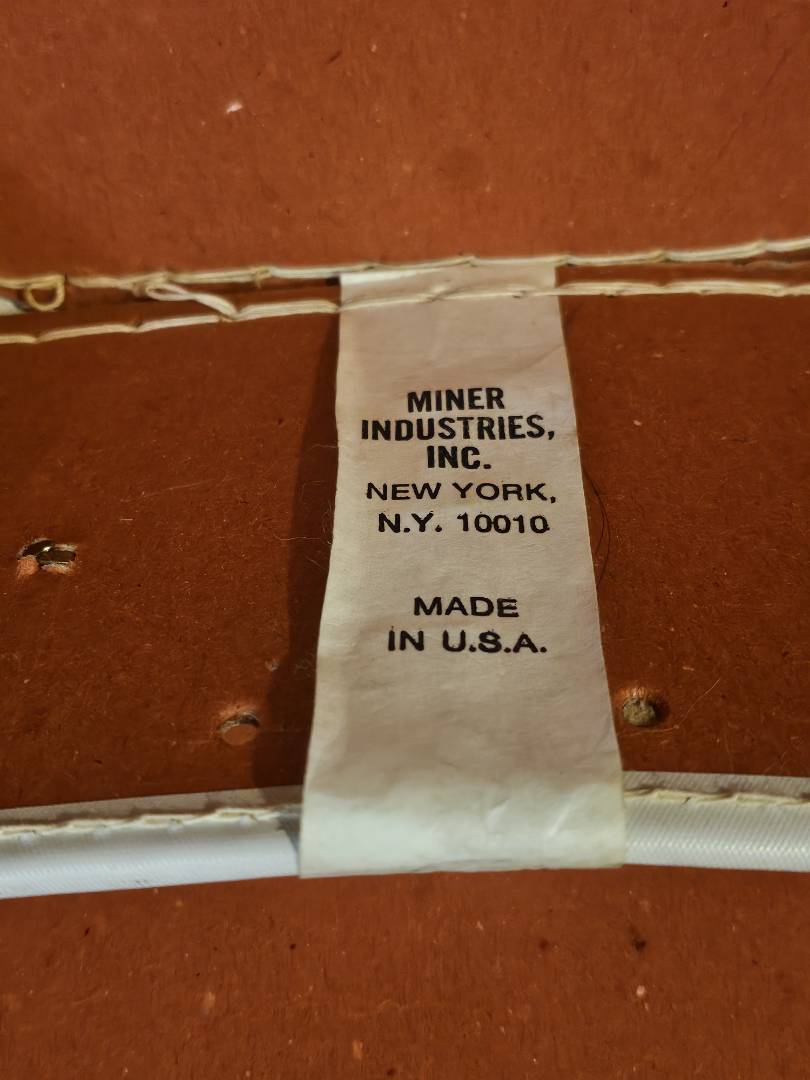 MINER
INDUSTRIES,
INC.
NEW YORK,
N.Y. 10010
MADE
IN U.S.A.